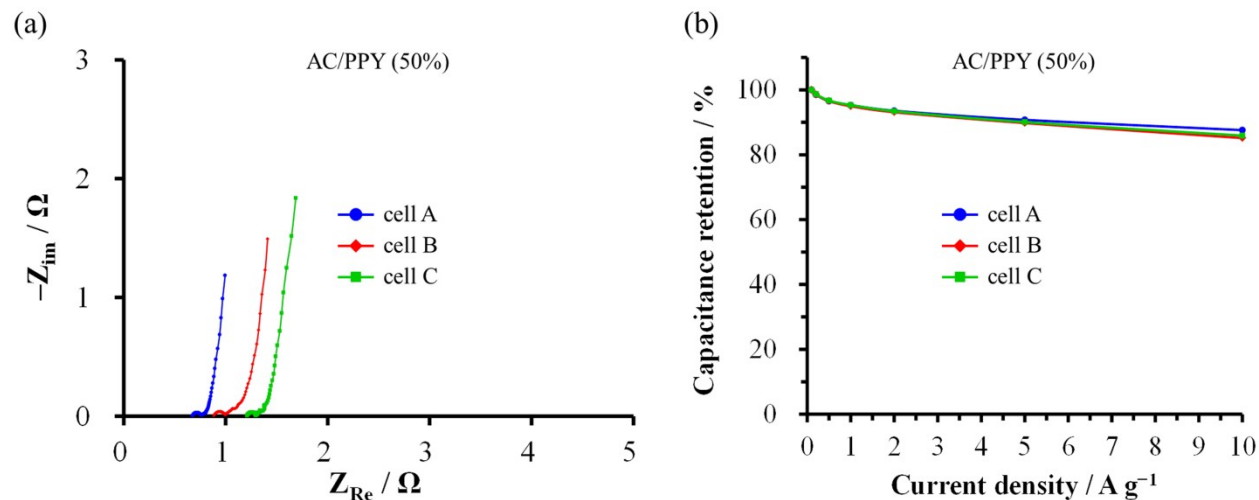 (a)
AC/PPY (50%)
3
2
1
0
−Z_im / Ω
cell A
cell B
cell C
0 1 2 3 4 5
Z_Re / Ω
(b)
AC/PPY (50%)
100
80
60
40
20
0
Capacitance retention / %
cell A
cell B
cell C
0 1 2 3 4 5 6 7 8 9 10
Current density / A g⁻¹